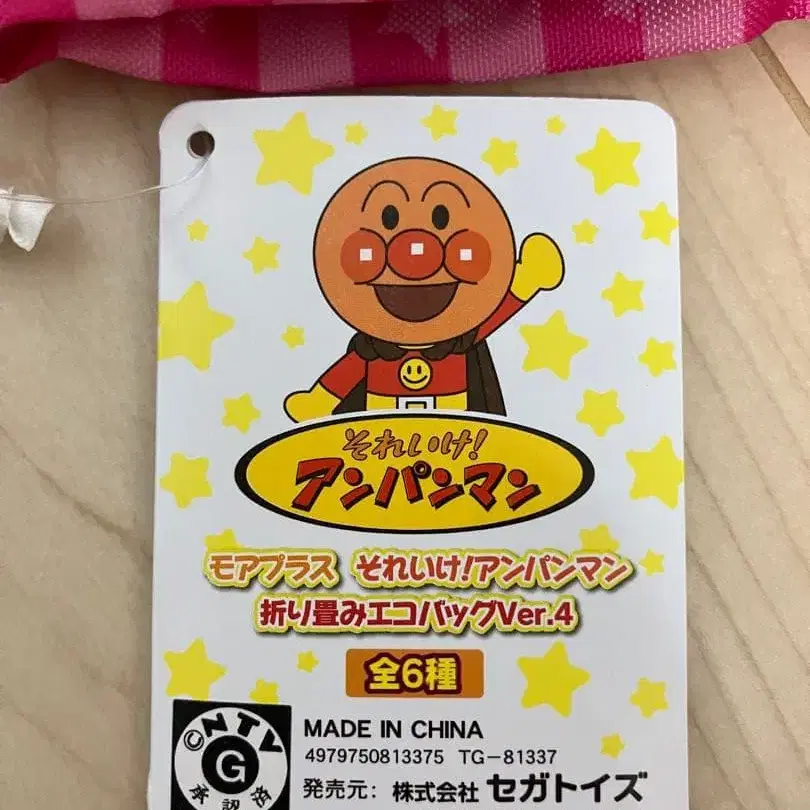 それいけ!
アンパンマン
モアプラス それいけ!アンパンマン
折り畳みエコバッグVer.4
全6種
©NTV
G
承認済
MADE IN CHINA
4979750813375 TG-81337
発売元: 株式会社 セガトイズ